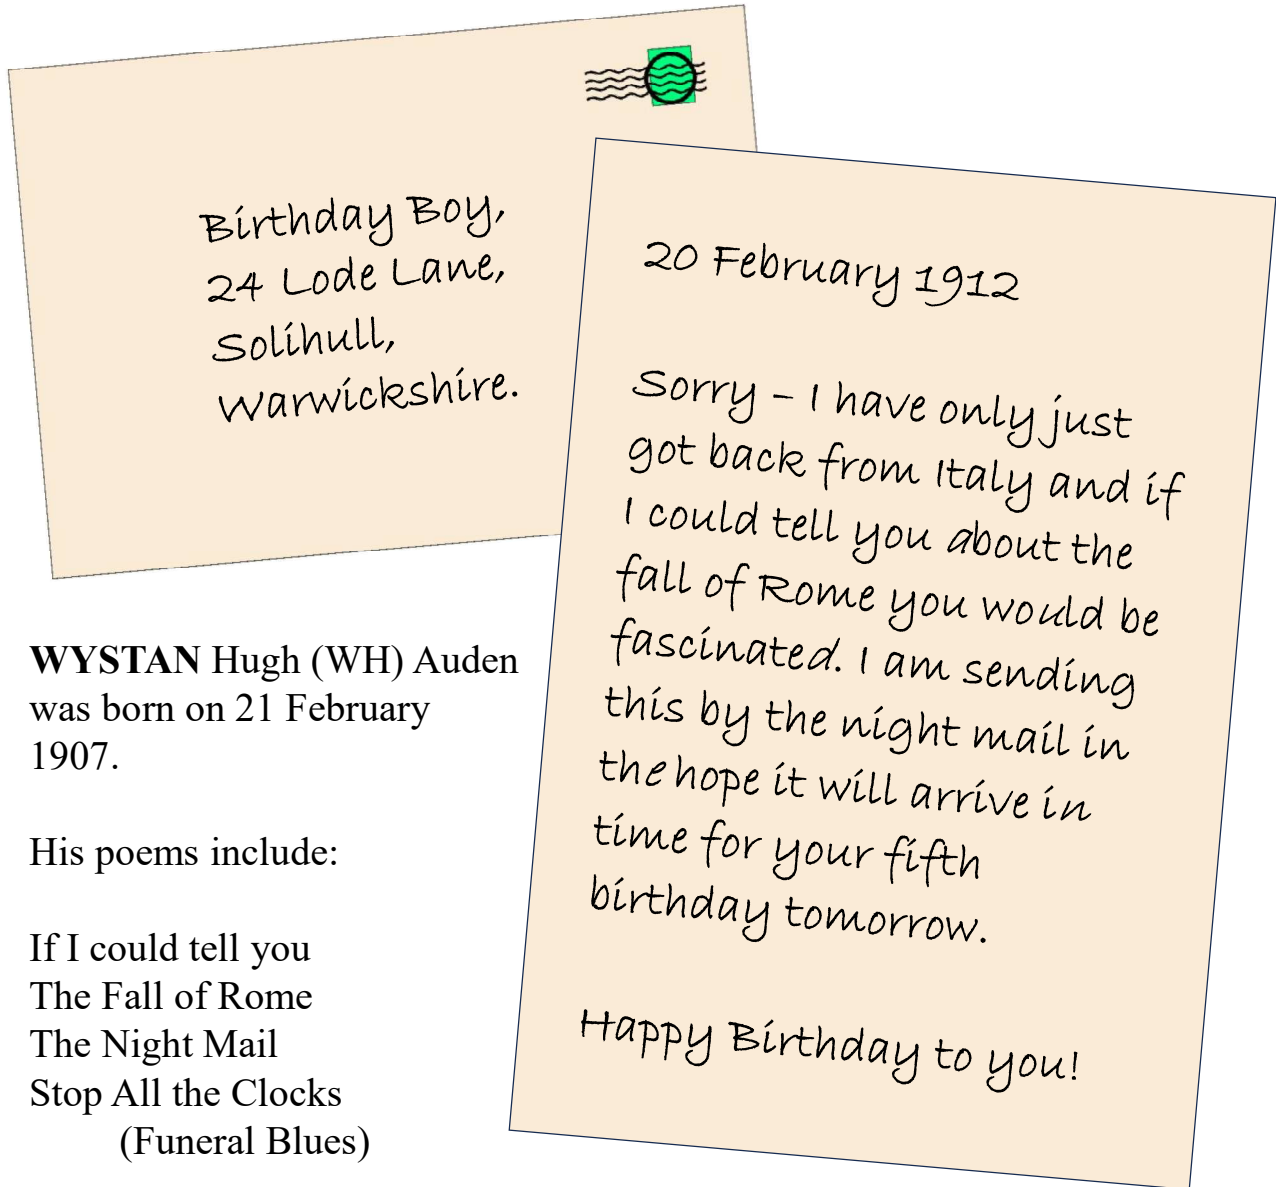 Birthday Boy,
24 Lode Lane,
Solihull,
Warwickshire.
20 February 1912
Sorry – I have only just
got back from Italy and if
I could tell you about the
fall of Rome you would be
fascinated. I am sending
this by the night mail in
the hope it will arrive in
time for your fifth
birthday tomorrow.
Happy Birthday to you!
WYSTAN Hugh (WH) Auden
was born on 21 February
1907.
His poems include:
If I could tell you
The Fall of Rome
The Night Mail
Stop All the Clocks
(Funeral Blues)